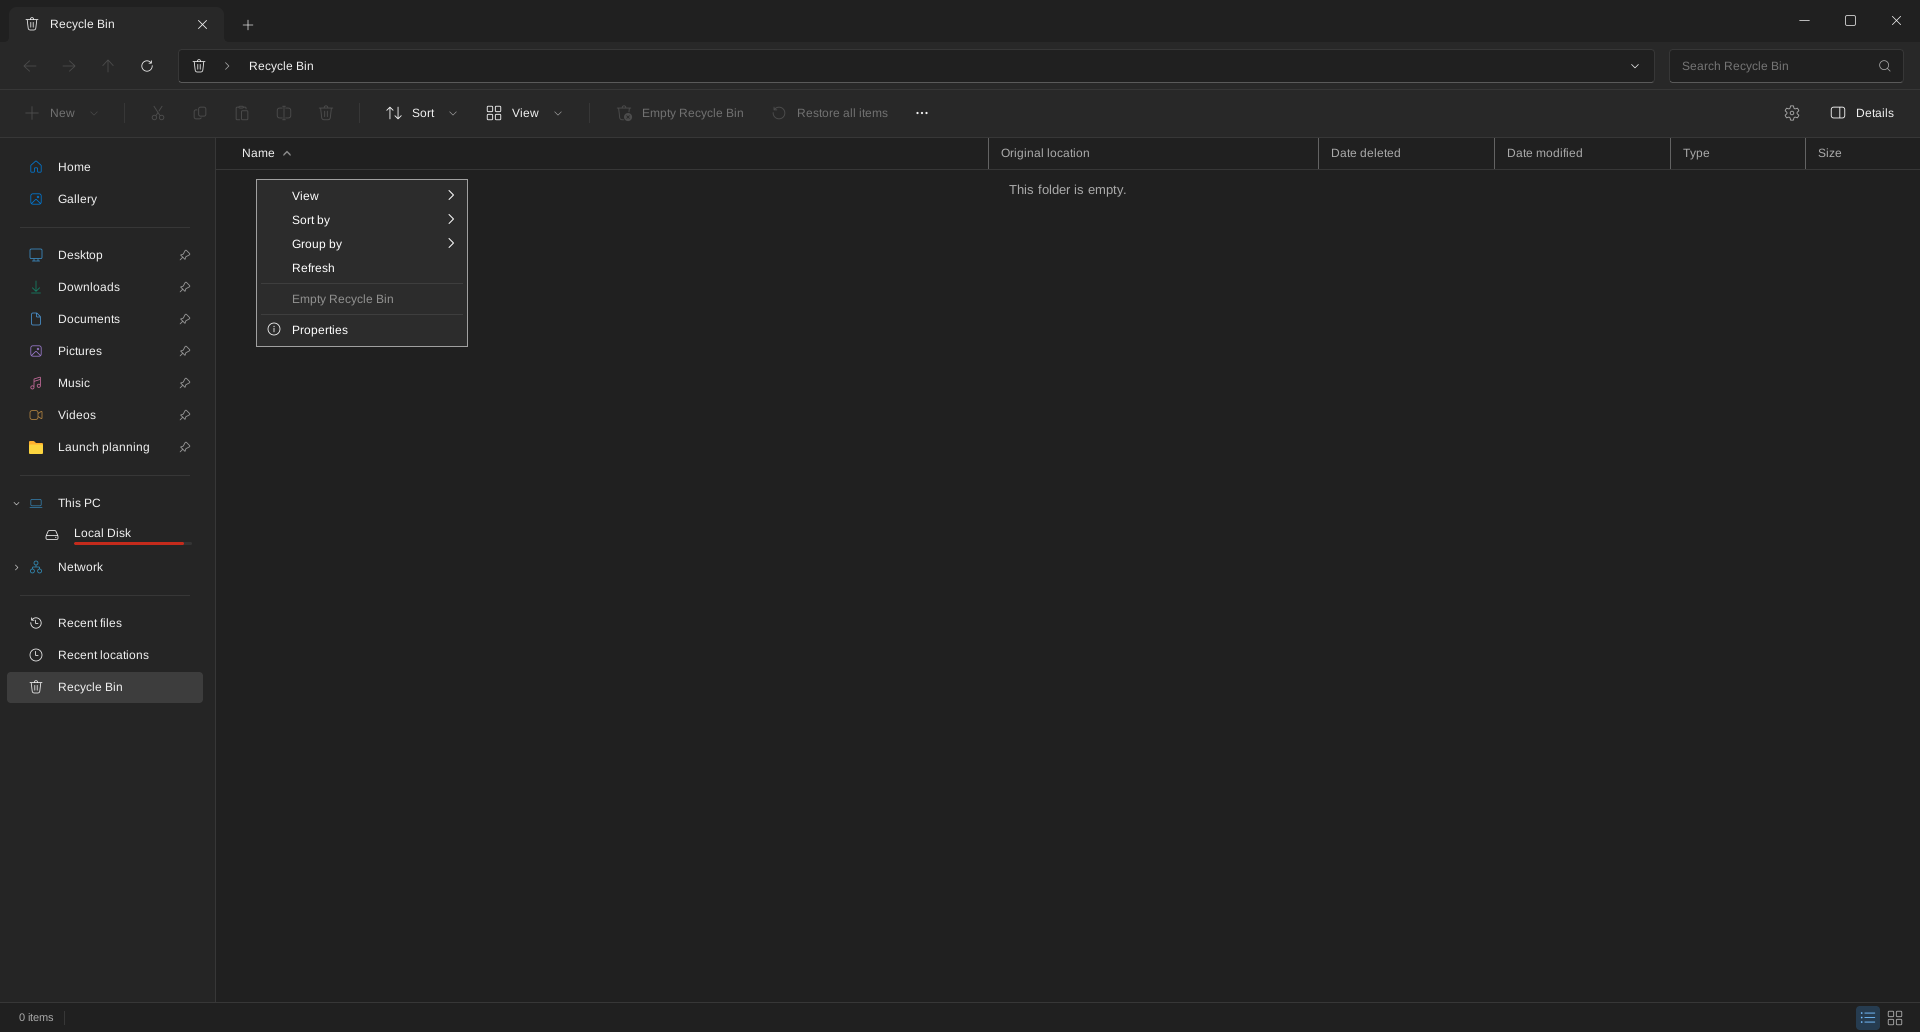 Recycle Bin
Recycle Bin
Search Recycle Bin
New
Sort
View
Empty Recycle Bin
Restore all items
Details
Name
Original location
Date deleted
Date modified
Type
Size
This folder is empty.
View
Sort by
Group by
Refresh
Empty Recycle Bin
Properties
Home
Gallery
Desktop
Downloads
Documents
Pictures
Music
Videos
Launch planning
This PC
Local Disk
Network
Recent files
Recent locations
Recycle Bin
0 items